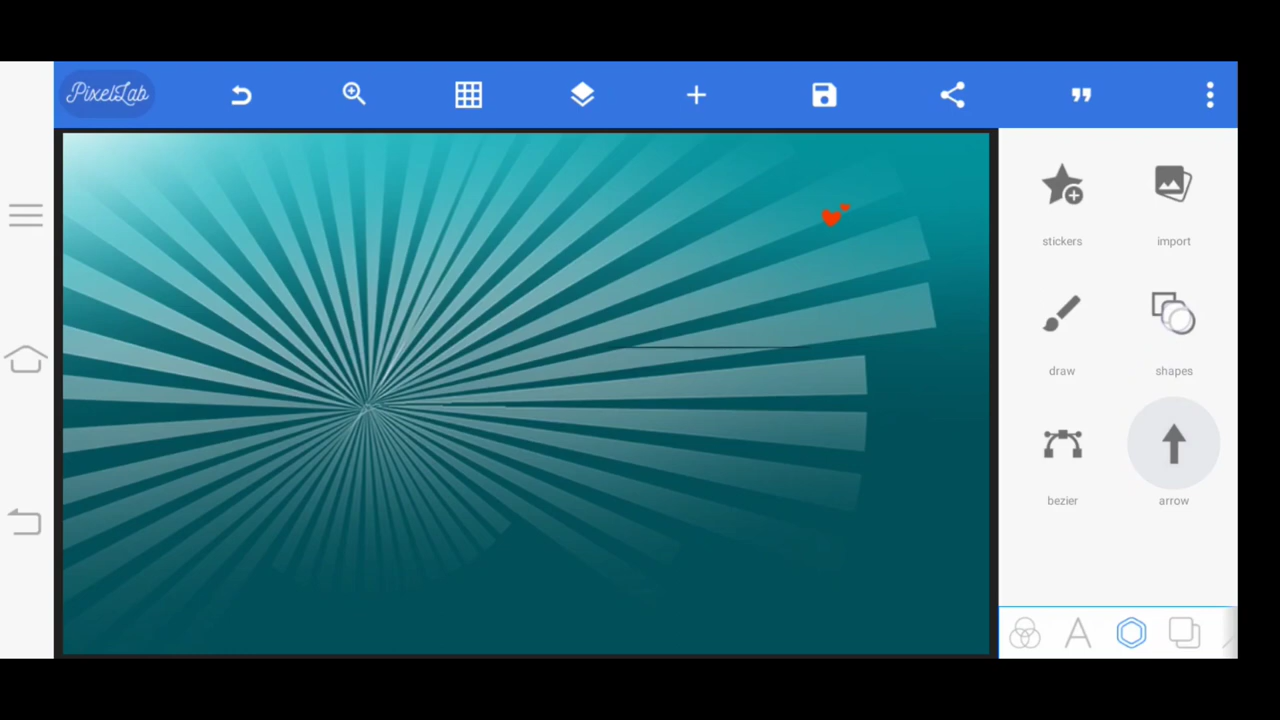 PixelLab
stickers
import
draw
shapes
bezier
arrow